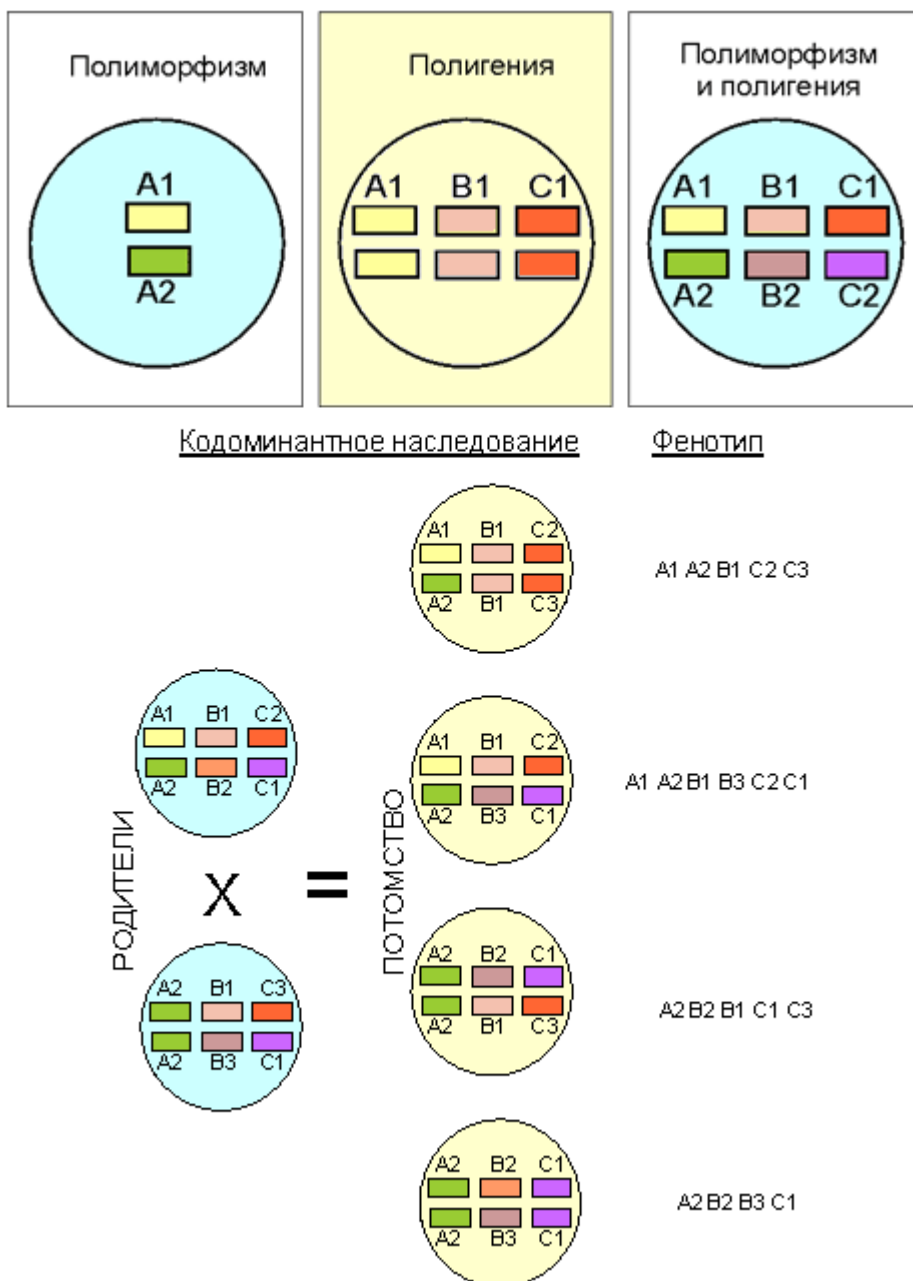 Полиморфизм
A1
A2
Полигения
A1 B1 C1
Полиморфизм
и полигения
A1 B1 C1
A2 B2 C2
Кодоминантное наследование
Фенотип
РОДИТЕЛИ
A1 B1 C2
A2 B2 C1
X
A2 B1 C3
A2 B3 C1
=
ПОТОМСТВО
A1 B1 C2
A2 B1 C3
A1 A2 B1 C2 C3
A1 B1 C2
A2 B3 C1
A1 A2 B1 B3 C2 C1
A2 B2 C1
A2 B1 C3
A2 B2 B1 C1 C3
A2 B2 C1
A2 B3 C1
A2 B2 B3 C1